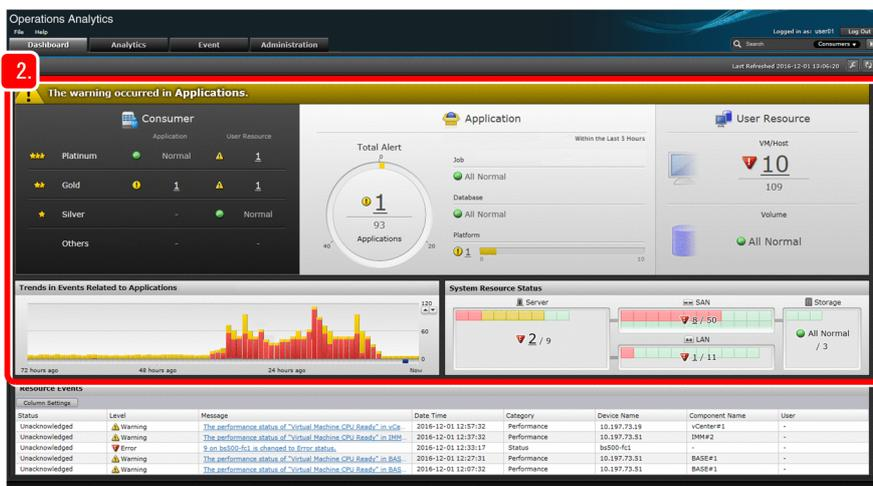 Operations Analytics
File Help
Logged in as: user01 Log Out
Dashboard Analytics Event Administration
Search Consumers
Last Refreshed 2016-12-01 13:06:20
2.
The warning occurred in Applications.
Consumer
Application User Resource
Platinum Normal 1
Gold 1 1
Silver - Normal
Others - -
Application
Within the Last 5 Hours
Total Alert
0
20
40
1
93
Applications
Job
All Normal
Database
All Normal
Platform
1
0 10
User Resource
VM/Host
10
109
Volume
All Normal
Trends in Events Related to Applications
120
60
0
72 hours ago 48 hours ago 24 hours ago Now
System Resource Status
Server
2 / 9
SAN
8 / 50
LAN
1 / 11
Storage
All Normal
/ 3
Resource Events
Column Settings
Status Level Message Date Time Category Device Name Component Name User
Unacknowledged Warning The performance status of "Virtual Machine CPU Ready" in vCe... 2016-12-01 12:57:32 Performance 10.197.73.19 vCenter#1 -
Unacknowledged Warning The performance status of "Virtual Machine CPU Ready" in IMM... 2016-12-01 12:37:32 Performance 10.197.73.51 IMM#2 -
Unacknowledged Error 9 on bs500-fc1 is changed to Error status. 2016-12-01 12:33:17 Status bs500-fc1 - -
Unacknowledged Warning The performance status of "Virtual Machine CPU Ready" in BAS... 2016-12-01 12:27:31 Performance 10.197.73.51 BASE#1 -
Unacknowledged Warning The performance status of "Virtual Machine CPU Ready" in BAS... 2016-12-01 12:07:32 Performance 10.197.73.51 BASE#1 -